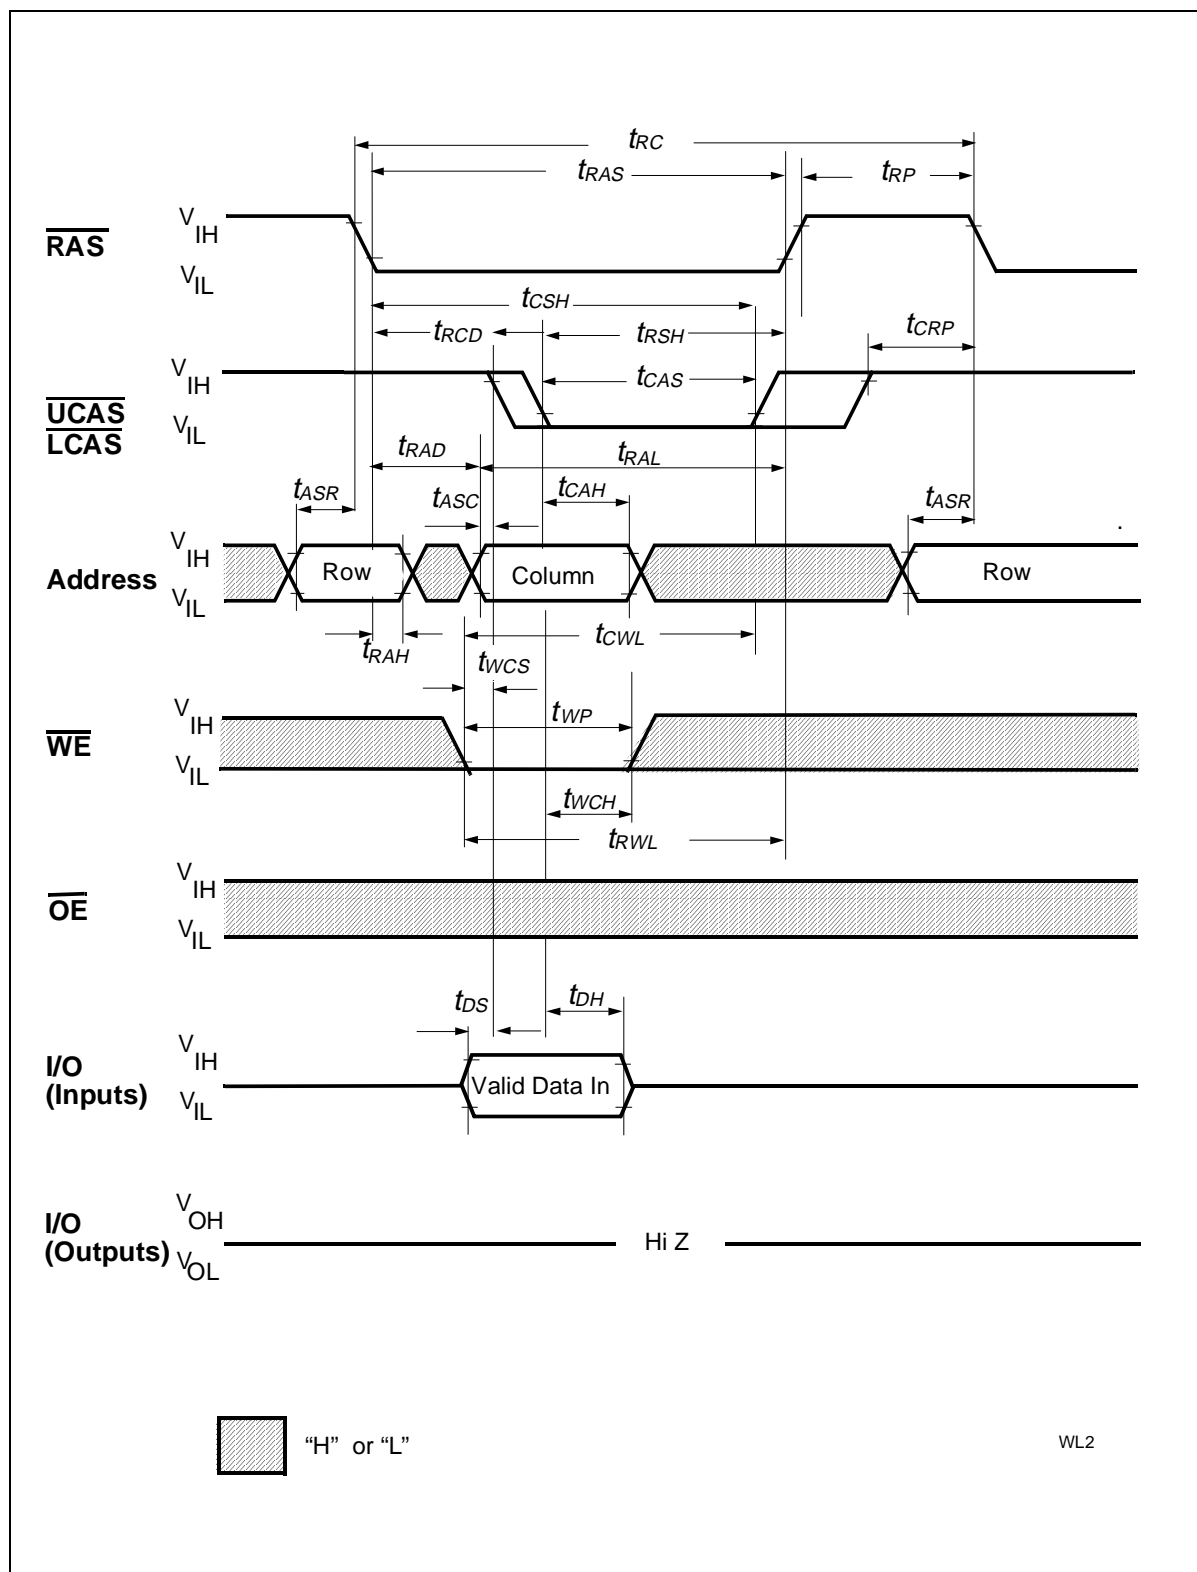 tRC
tRAS
tRP
RAS
VIH
VIL
tCSH
tRCD
tRSH
tCRP
tCAS
UCAS
LCAS
VIH
VIL
tRAD
tRAL
tASR
tASC
tCAH
tASR
Address
VIH
VIL
Row
Column
Row
tRAH
tCWL
tWCS
WE
VIH
VIL
tWP
tWCH
tRWL
OE
VIH
VIL
tDS
tDH
I/O
(Inputs)
VIH
VIL
Valid Data In
I/O
(Outputs)
VOH
VOL
Hi Z
“H” or “L”
WL2